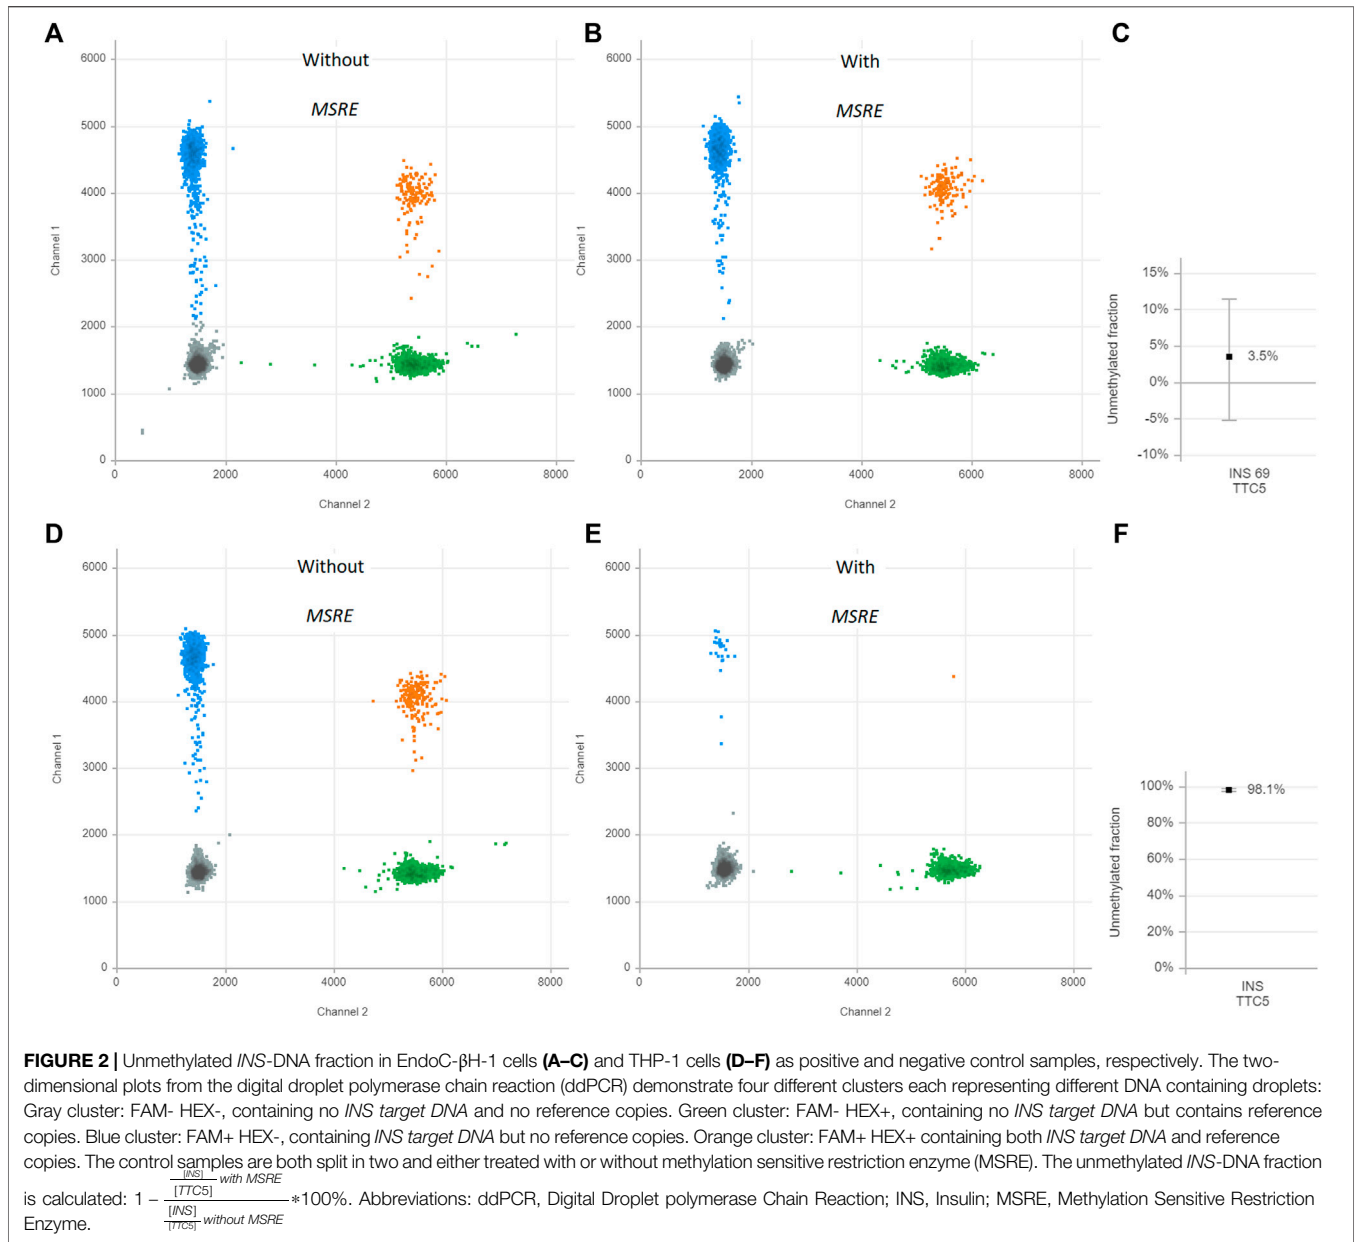 A
Without
MSRE
6000
5000
4000
3000
2000
1000
0
0 2000 4000 6000 8000
Channel 1
Channel 2
B
With
MSRE
6000
5000
4000
3000
2000
1000
0
0 2000 4000 6000 8000
Channel 1
Channel 2
C
15%
10%
5%
0%
-5%
-10%
Unmethylated fraction
3.5%
INS 69
TTC5
D
Without
MSRE
6000
5000
4000
3000
2000
1000
0
0 2000 4000 6000 8000
Channel 1
Channel 2
E
With
MSRE
6000
5000
4000
3000
2000
1000
0
0 2000 4000 6000 8000
Channel 1
Channel 2
F
100%
80%
60%
40%
20%
0%
Unmethylated fraction
98.1%
INS
TTC5
FIGURE 2 | Unmethylated INS-DNA fraction in EndoC-βH-1 cells (A–C) and THP-1 cells (D–F) as positive and negative control samples, respectively. The two-
dimensional plots from the digital droplet polymerase chain reaction (ddPCR) demonstrate four different clusters each representing different DNA containing droplets:
Gray cluster: FAM- HEX-, containing no INS target DNA and no reference copies. Green cluster: FAM- HEX+, containing no INS target DNA but contains reference
copies. Blue cluster: FAM+ HEX-, containing INS target DNA but no reference copies. Orange cluster: FAM+ HEX+ containing both INS target DNA and reference
copies. The control samples are both split in two and either treated with or without methylation sensitive restriction enzyme (MSRE). The unmethylated INS-DNA fraction
is calculated: 1 − [INS]/[TTC5] with MSRE / [INS]/[TTC5] without MSRE ∗100%. Abbreviations: ddPCR, Digital Droplet polymerase Chain Reaction; INS, Insulin; MSRE, Methylation Sensitive Restriction
Enzyme.